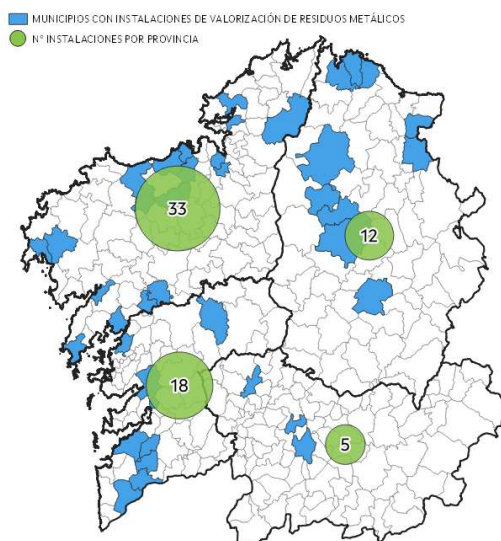 MUNICIPIOS CON INSTALACIONES DE VALORIZACIÓN DE RESIDUOS METÁLICOS
Nº INSTALACIONES POR PROVINCIA
33
12
18
5